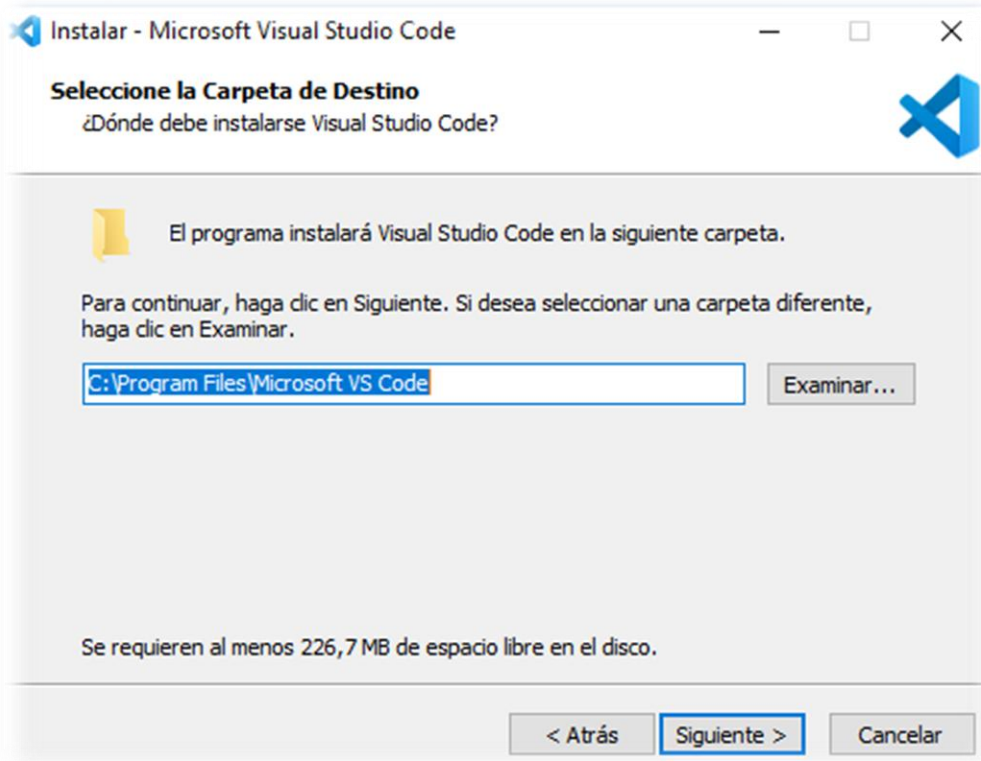 Instalar - Microsoft Visual Studio Code
Seleccione la Carpeta de Destino
¿Dónde debe instalarse Visual Studio Code?
El programa instalará Visual Studio Code en la siguiente carpeta.
Para continuar, haga clic en Siguiente. Si desea seleccionar una carpeta diferente,
haga clic en Examinar.
C:\Program Files\Microsoft VS Code
Examinar...
Se requieren al menos 226,7 MB de espacio libre en el disco.
< Atrás
Siguiente >
Cancelar